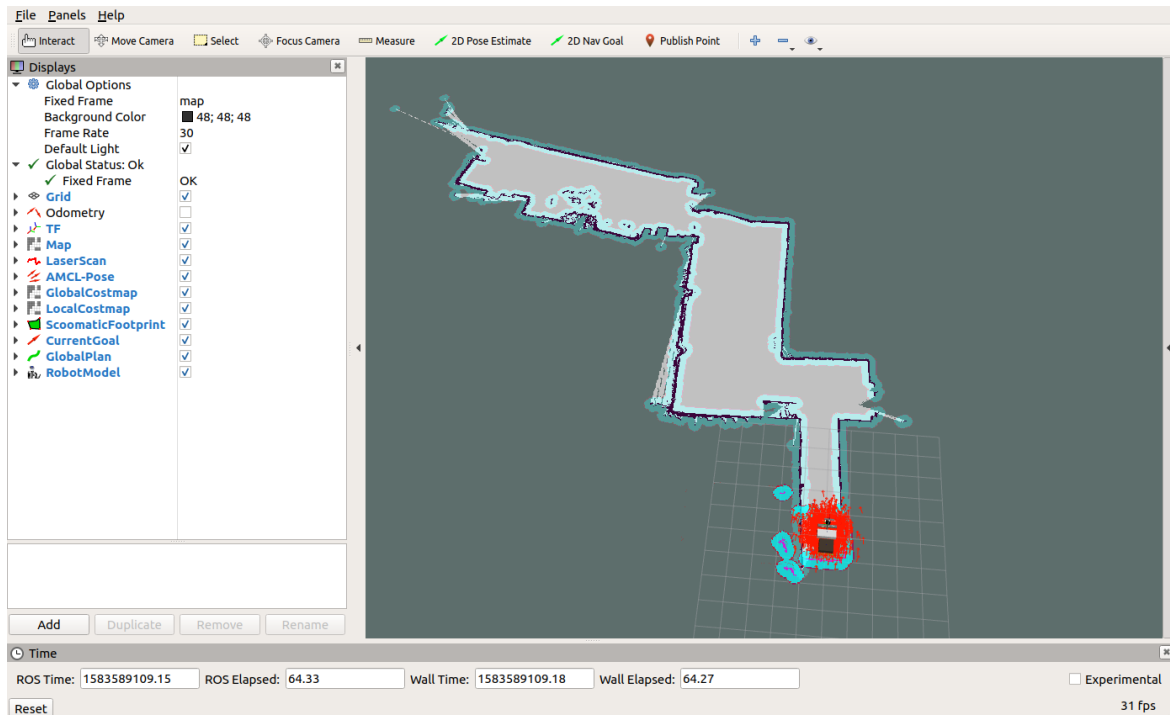 File Panels Help
Interact Move Camera Select Focus Camera Measure 2D Pose Estimate 2D Nav Goal Publish Point
Displays
Global Options
Fixed Frame map
Background Color 48; 48; 48
Frame Rate 30
Default Light
Global Status: Ok
Fixed Frame OK
Grid
Odometry
TF
Map
LaserScan
AMCL-Pose
GlobalCostmap
LocalCostmap
ScoomaticFootprint
CurrentGoal
GlobalPlan
RobotModel
Add Duplicate Remove Rename
Time
ROS Time: 1583589109.15 ROS Elapsed: 64.33 Wall Time: 1583589109.18 Wall Elapsed: 64.27 Experimental
Reset 31 fps